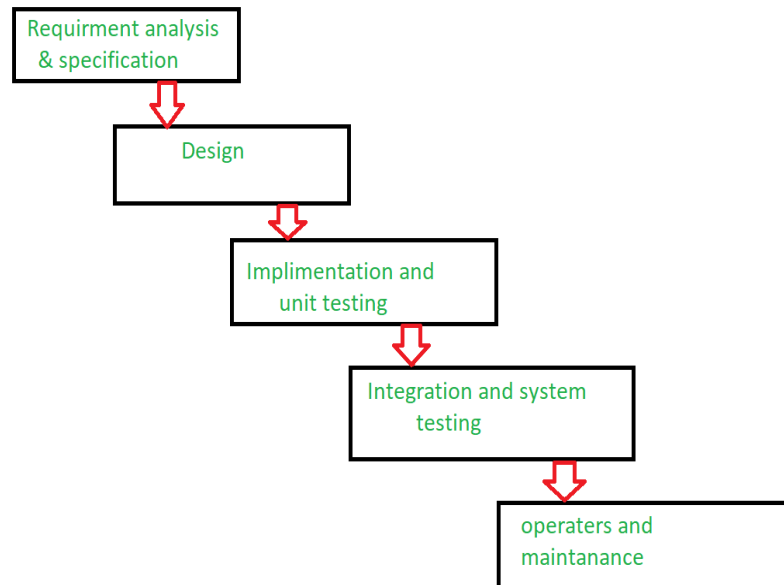 Requirment analysis
& specification
Design
Implimentation and
unit testing
Integration and system
testing
operaters and
maintanance